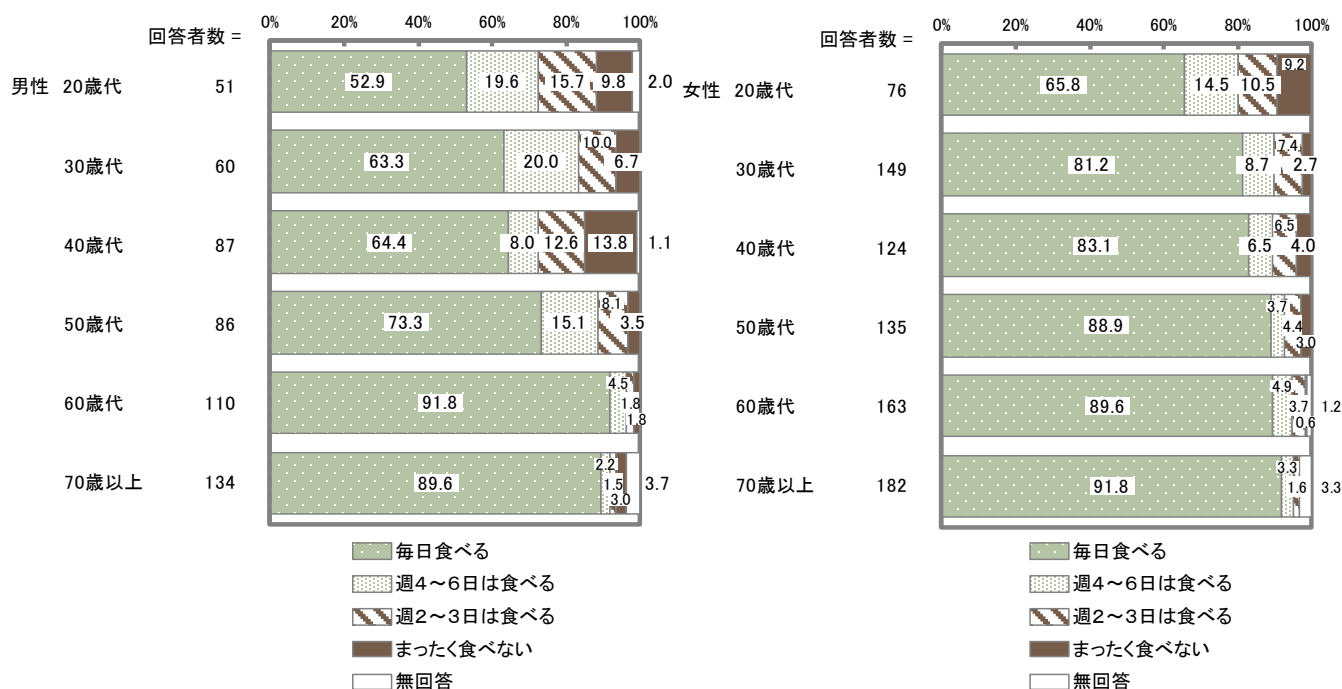 0% 20% 40% 60% 80% 100%
回答者数 =
男性 20歳代 51 52.9 19.6 15.7 9.8 2.0
30歳代 60 63.3 20.0 10.0 6.7
40歳代 87 64.4 8.0 12.6 13.8 1.1
50歳代 86 73.3 15.1 8.1 3.5
60歳代 110 91.8 4.5 1.8 1.8
70歳以上 134 89.6 2.2 1.5 3.0 3.7
毎日食べる
週4~6日は食べる
週2~3日は食べる
まったく食べない
無回答
0% 20% 40% 60% 80% 100%
回答者数 =
女性 20歳代 76 65.8 14.5 10.5 9.2
30歳代 149 81.2 8.7 7.4 2.7
40歳代 124 83.1 6.5 6.5 4.0
50歳代 135 88.9 3.7 4.4 3.0
60歳代 163 89.6 4.9 3.7 0.6 1.2
70歳以上 182 91.8 3.3 1.6 3.3
毎日食べる
週4~6日は食べる
週2~3日は食べる
まったく食べない
無回答